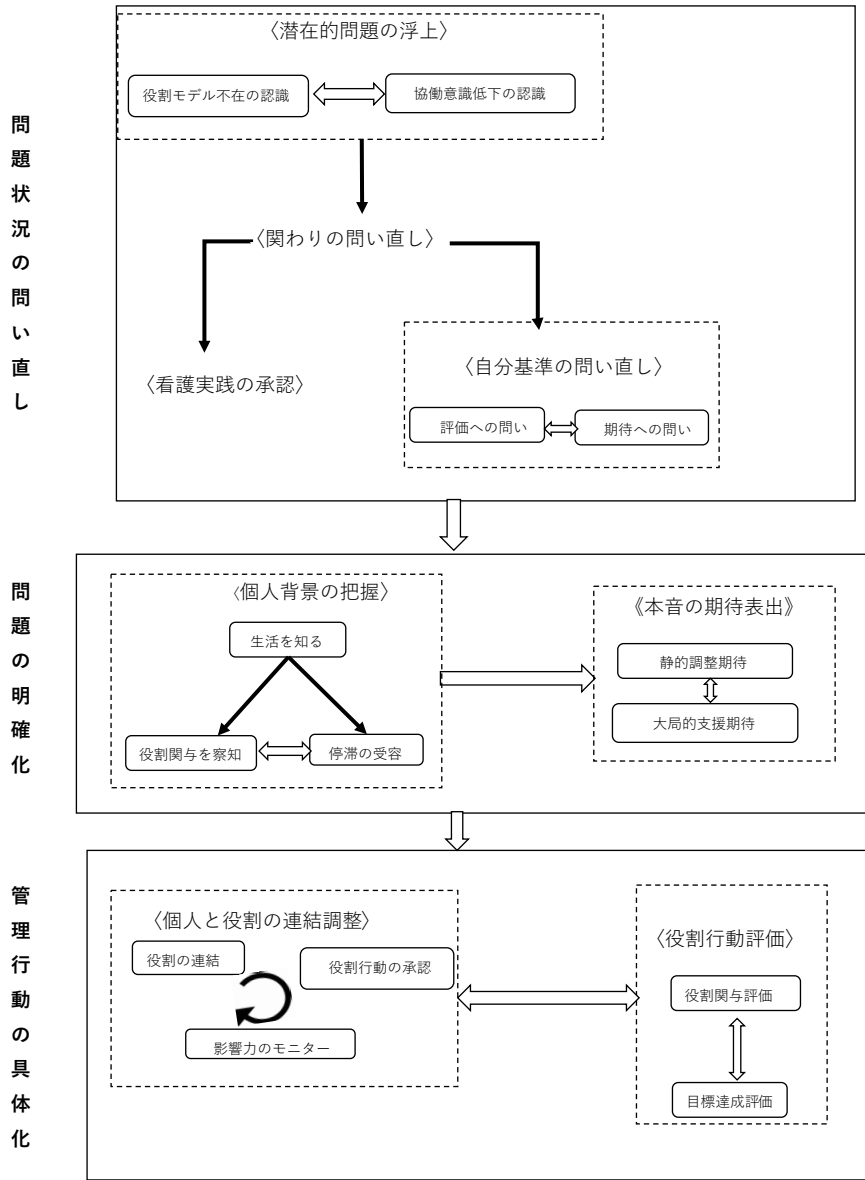 問題状況の問い直し
〈潜在的問題の浮上〉
役割モデル不在の認識
協働意識低下の認識
〈関わりの問い直し〉
〈看護実践の承認〉
〈自分基準の問い直し〉
評価への問い
期待への問い
問題の明確化
〈個人背景の把握〉
生活を知る
役割関与を察知
停滞の受容
《本音の期待表出》
静的調整期待
大局的支援期待
管理行動の具体化
〈個人と役割の連結調整〉
役割の連結
役割行動の承認
影響力のモニター
〈役割行動評価〉
役割関与評価
目標達成評価